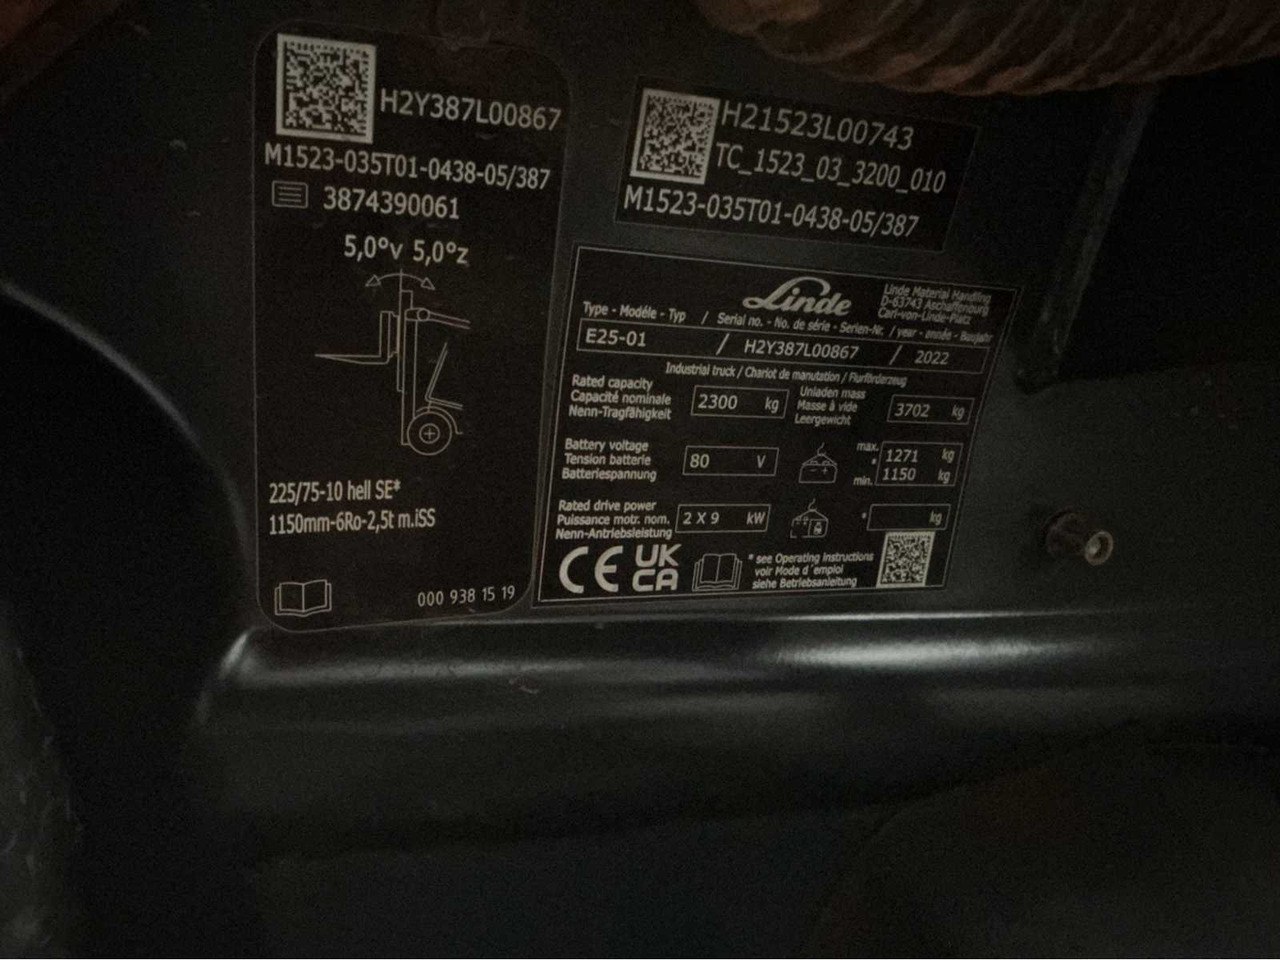 H2Y387L00867
M1523-035T01-0438-05/387
3874390061
5,0°v 5,0°z
225/75-10 hell SE*
1150mm-6Ro-2,5t m.iSS
000 938 15 19
H21523L00743
TC_1523_03_3200_010
M1523-035T01-0438-05/387
Linde
Linde Material Handling
D-63743 Aschaffenburg
Carl-von-Linde-Platz
Type - Modéle - Typ / Serial no. - No. de série - Serien-Nr. / year - année - Baujahr
E25-01 / H2Y387L00867 / 2022
Industrial truck / Chariot de manutation / Flurförderzeug
Rated capacity
Capacité nominale
Nenn-Tragfähigkeit
2300 kg
Unladen mass
Masse à vide
Leergewicht
3702 kg
Battery voltage
Tension batterie
Batteriespannung
80 V
max. 1271 kg
*
min. 1150 kg
Rated drive power
Puissance motr. nom.
Nenn-Antriebsleistung
2 X 9 kW
* kg
CE UK
CA
* see Operating instructions
voir Mode d´emploi
siehe Betriebsanleitung